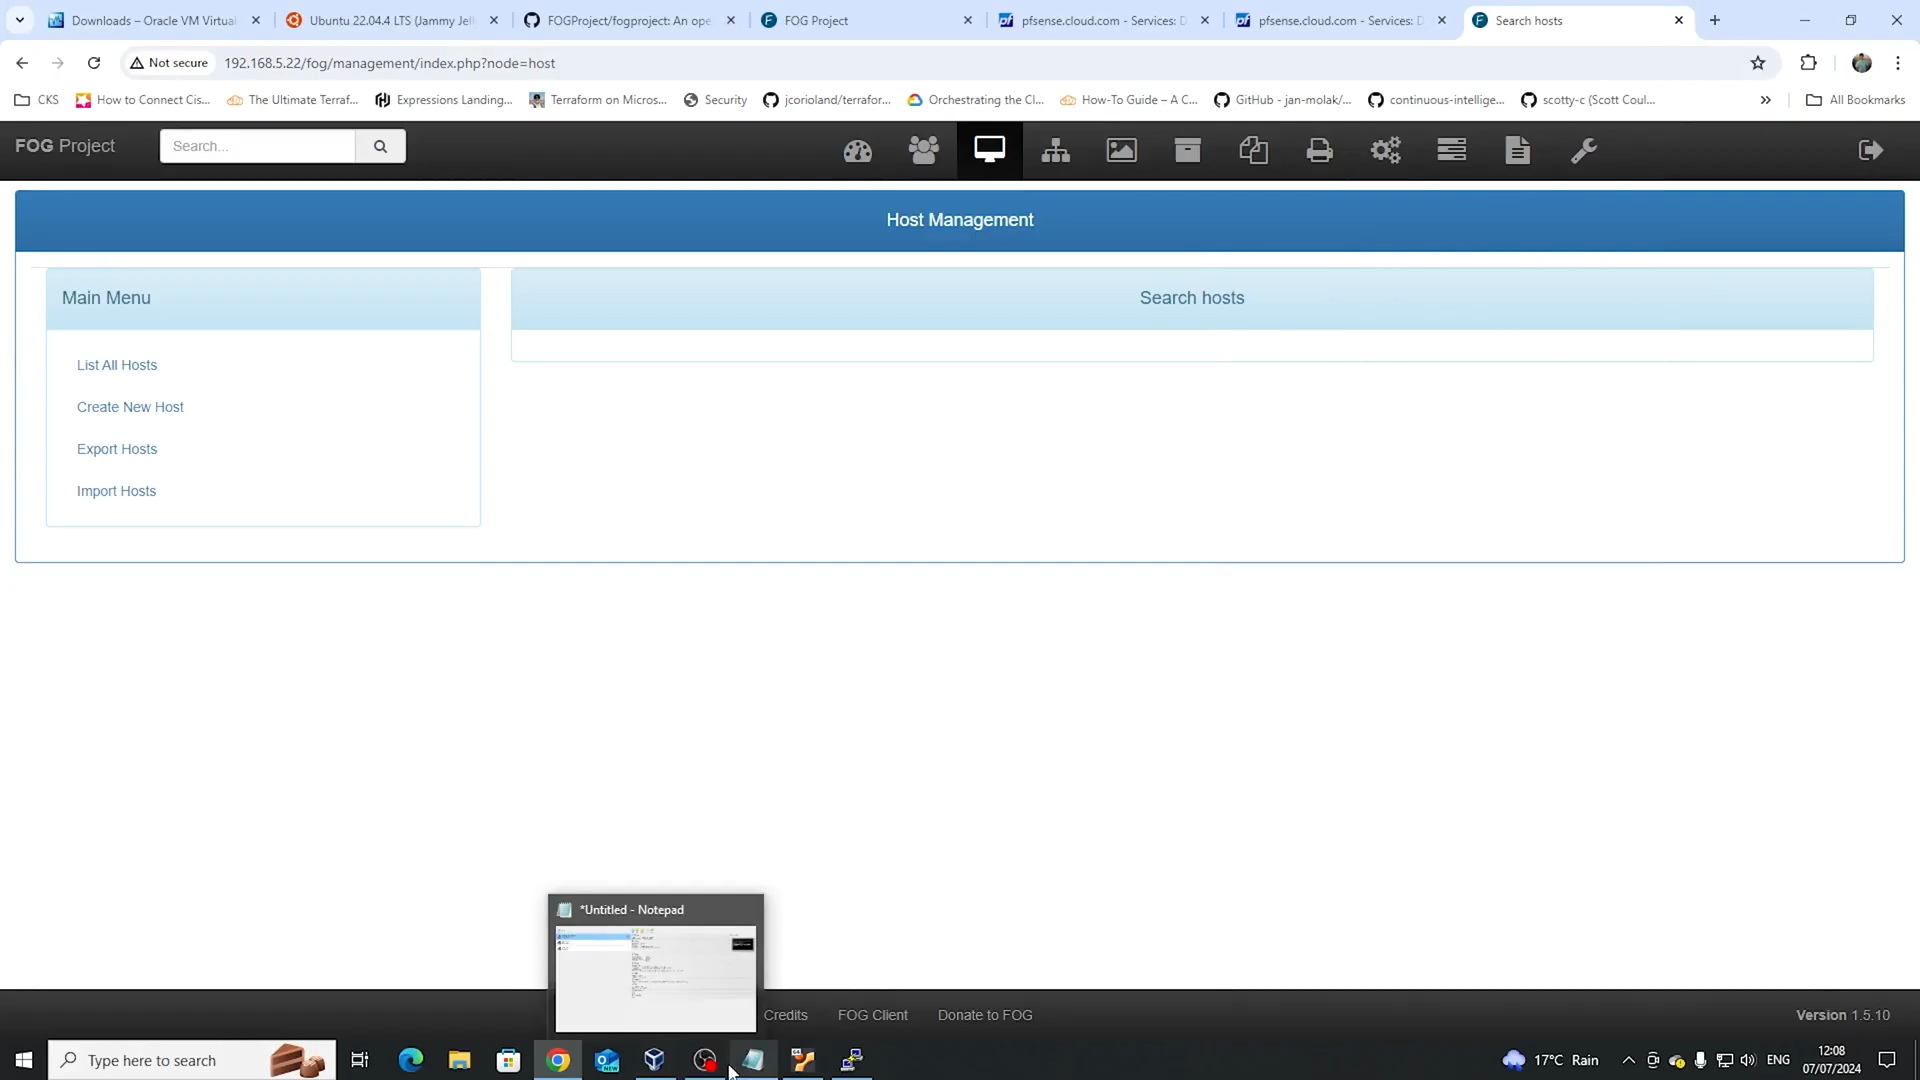 Downloads – Oracle VM Virtual
Ubuntu 22.04.4 LTS (Jammy Jell
FOGProject/fogproject: An ope
FOG Project
pfsense.cloud.com - Services: D
pfsense.cloud.com - Services: D
Search hosts
Not secure
192.168.5.22/fog/management/index.php?node=host
CKS
How to Connect Cis...
The Ultimate Terraf...
Expressions Landing...
Terraform on Micros...
Security
jcorioland/terrafor...
Orchestrating the Cl...
How-To Guide – A C...
GitHub - jan-molak/...
continuous-intellige...
scotty-c (Scott Coul...
All Bookmarks
FOG Project
Search...
Host Management
Main Menu
Search hosts
List All Hosts
Create New Host
Export Hosts
Import Hosts
*Untitled - Notepad
Credits
FOG Client
Donate to FOG
Version 1.5.10
Type here to search
NEW
17°C Rain
ENG
12:08
07/07/2024